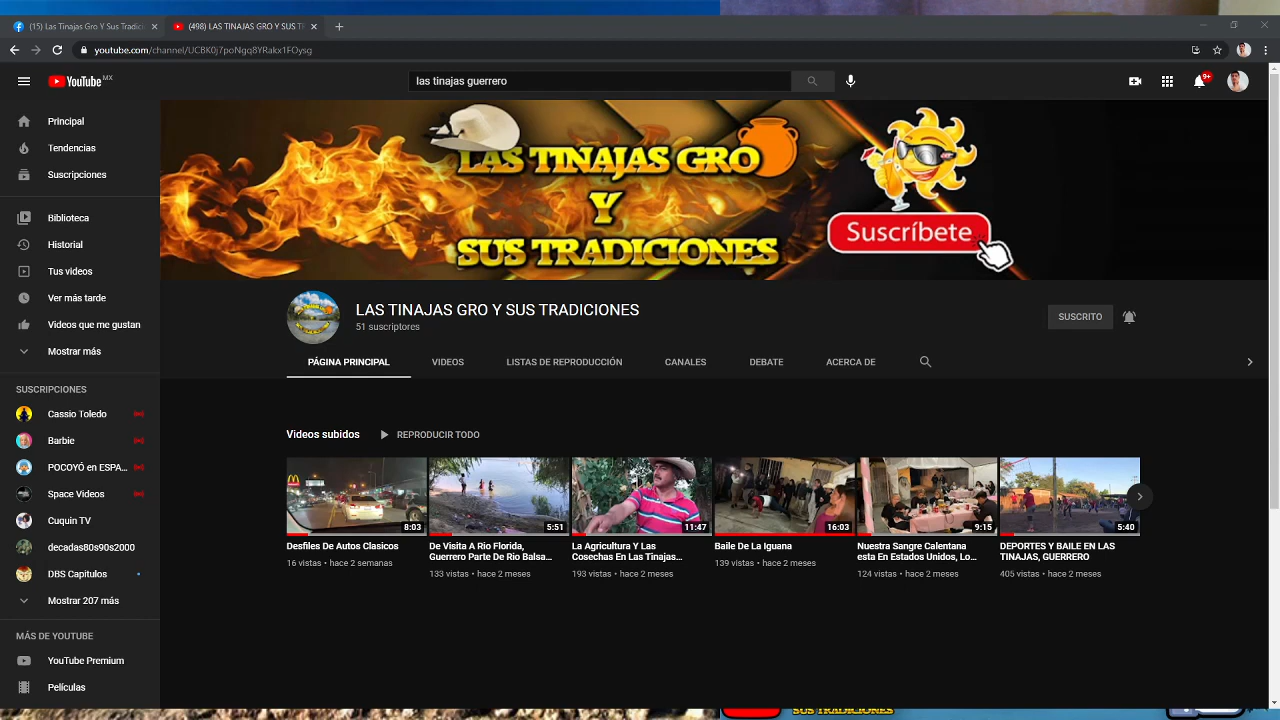 (15) Las Tinajas Gro Y Sus Tradici
(498) LAS TINAJAS GRO Y SUS TR
youtube.com/channel/UCBK0j7poNgq8YRakx1FOysg
YouTube MX
las tinajas guerrero
9+
Principal
Tendencias
Suscripciones
Biblioteca
Historial
Tus videos
Ver más tarde
Videos que me gustan
Mostrar más
SUSCRIPCIONES
Cassio Toledo
Barbie
POCOYÓ en ESPA...
Space Videos
Cuquin TV
decadas80s90s2000
DBS Capitulos
Mostrar 207 más
MÁS DE YOUTUBE
YouTube Premium
Películas
LAS TINAJAS GRO
Y
SUS TRADICIONES
Suscríbete
LAS TINAJAS GRO Y SUS TRADICIONES
51 suscriptores
SUSCRITO
PÁGINA PRINCIPAL
VIDEOS
LISTAS DE REPRODUCCIÓN
CANALES
DEBATE
ACERCA DE
Videos subidos
REPRODUCIR TODO
8:03
Desfiles De Autos Clasicos
16 vistas • hace 2 semanas
5:51
De Visita A Rio Florida,
Guerrero Parte De Rio Balsa...
133 vistas • hace 2 meses
11:47
La Agricultura Y Las
Cosechas En Las Tinajas...
193 vistas • hace 2 meses
16:03
Baile De La Iguana
139 vistas • hace 2 meses
9:15
Nuestra Sangre Calentana
esta En Estados Unidos, Lo...
124 vistas • hace 2 meses
5:40
DEPORTES Y BAILE EN LAS
TINAJAS, GUERRERO
405 vistas • hace 2 meses
SUS TRADICIONES